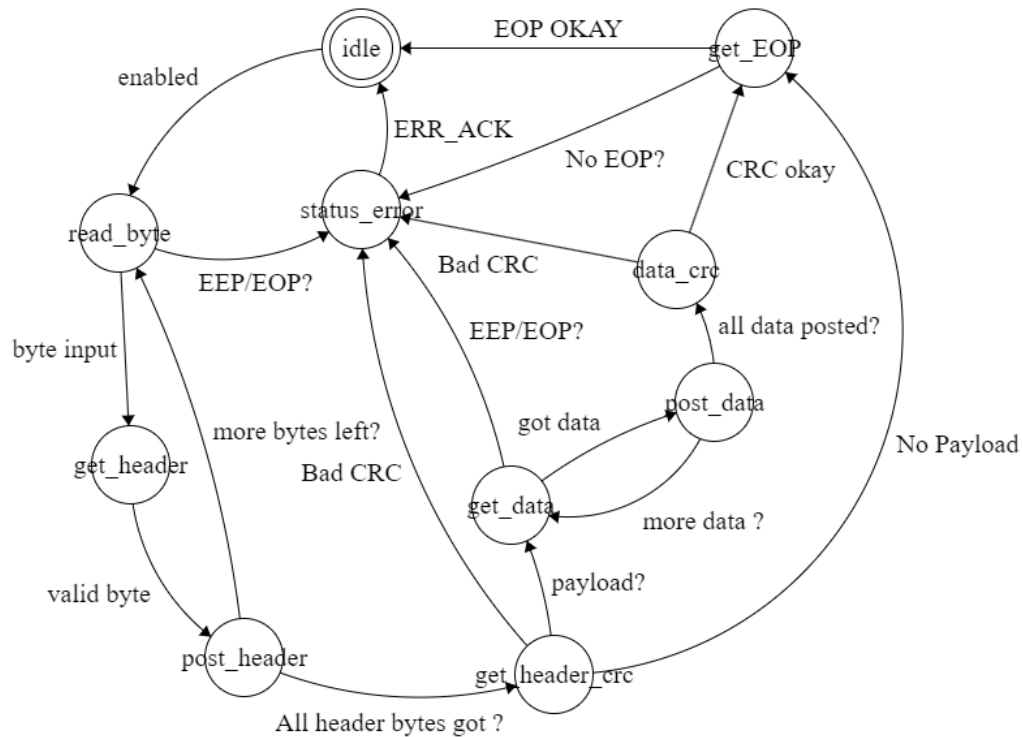 EOP OKAY
idle
get_EOP
enabled
ERR_ACK
No EOP?
CRC okay
status_error
read_byte
Bad CRC
data_crc
EEP/EOP?
all data posted?
EEP/EOP?
byte input
post_data
got data
more bytes left?
No Payload
get_header
Bad CRC
get_data
more data ?
payload?
valid byte
post_header
get_header_crc
All header bytes got ?